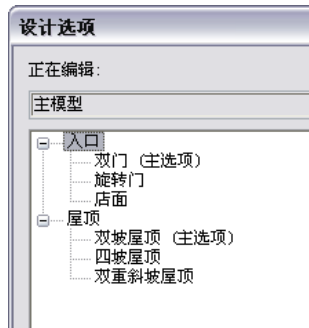 设计选项
正在编辑:
主模型
入口
双门 (主选项)
旋转门
店面
屋顶
双坡屋顶 (主选项)
四坡屋顶
双重斜坡屋顶